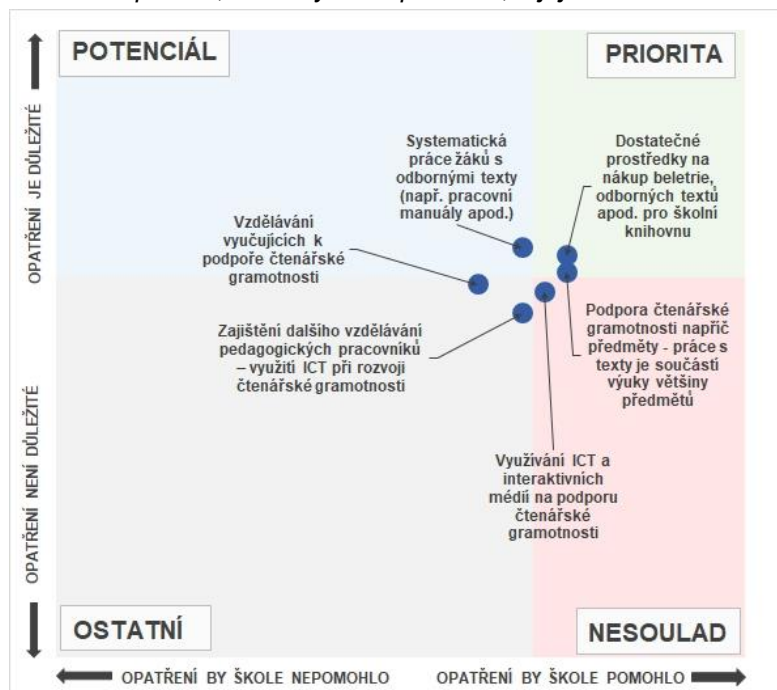 POTENCIÁL
PRIORITA
OPATŘENÍ JE DŮLEŽITÉ
Systematická
práce žáků s
odbornými texty
(např. pracovní
manuály apod.)
Dostatečné
prostředky na
nákup beletrie,
odborných textů
apod. pro školní
knihovnu
Vzdělávání
vyučujících k
podpoře čtenářské
gramotnosti
Zajištění dalšího vzdělávání
pedagogických pracovníků
– využití ICT při rozvoji
čtenářské gramotnosti
Podpora čtenářské
gramotnosti napříč
předměty - práce s
texty je součástí
výuky většiny
předmětů
Využívání ICT a
interaktivních
médií na podporu
čtenářské
gramotnosti
OPATŘENÍ NENÍ DŮLEŽITÉ
OSTATNÍ
NESOULAD
OPATŘENÍ BY ŠKOLE NEPOMOHLO
OPATŘENÍ BY ŠKOLE POMOHLO